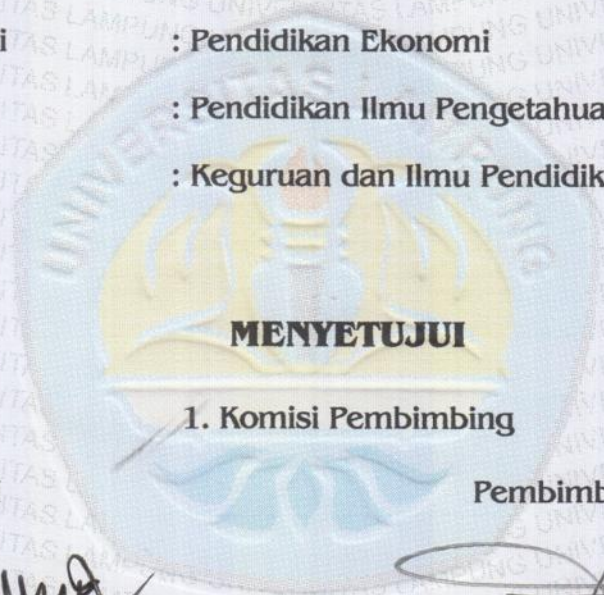 : Pendidikan Ekonomi
: Pendidikan Ilmu Pengetahua
: Keguruan dan Ilmu Pendidik
MENYETUJUI
1. Komisi Pembimbing
Pembimb